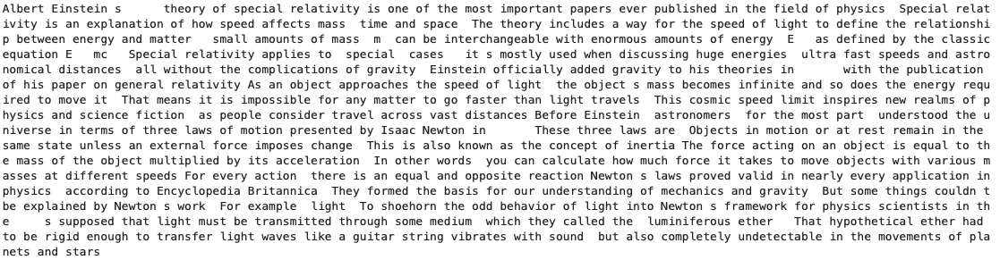 Albert Einstein s      theory of special relativity is one of the most important papers ever published in the field of physics  Special relat
ivity is an explanation of how speed affects mass  time and space  The theory includes a way for the speed of light to define the relationshi
p between energy and matter   small amounts of mass  m  can be interchangeable with enormous amounts of energy  E   as defined by the classic
equation E   mc   Special relativity applies to  special  cases   it s mostly used when discussing huge energies  ultra fast speeds and astro
nomical distances  all without the complications of gravity  Einstein officially added gravity to his theories in       with the publication
of his paper on general relativity As an object approaches the speed of light  the object s mass becomes infinite and so does the energy requ
ired to move it  That means it is impossible for any matter to go faster than light travels  This cosmic speed limit inspires new realms of p
hysics and science fiction  as people consider travel across vast distances Before Einstein  astronomers  for the most part  understood the u
niverse in terms of three laws of motion presented by Isaac Newton in       These three laws are  Objects in motion or at rest remain in the
same state unless an external force imposes change  This is also known as the concept of inertia The force acting on an object is equal to th
e mass of the object multiplied by its acceleration  In other words  you can calculate how much force it takes to move objects with various m
asses at different speeds For every action  there is an equal and opposite reaction Newton s laws proved valid in nearly every application in
physics  according to Encyclopedia Britannica  They formed the basis for our understanding of mechanics and gravity  But some things couldn t
be explained by Newton s work  For example  light  To shoehorn the odd behavior of light into Newton s framework for physics scientists in th
e     s supposed that light must be transmitted through some medium  which they called the  luminiferous ether   That hypothetical ether had
to be rigid enough to transfer light waves like a guitar string vibrates with sound  but also completely undetectable in the movements of pla
nets and stars